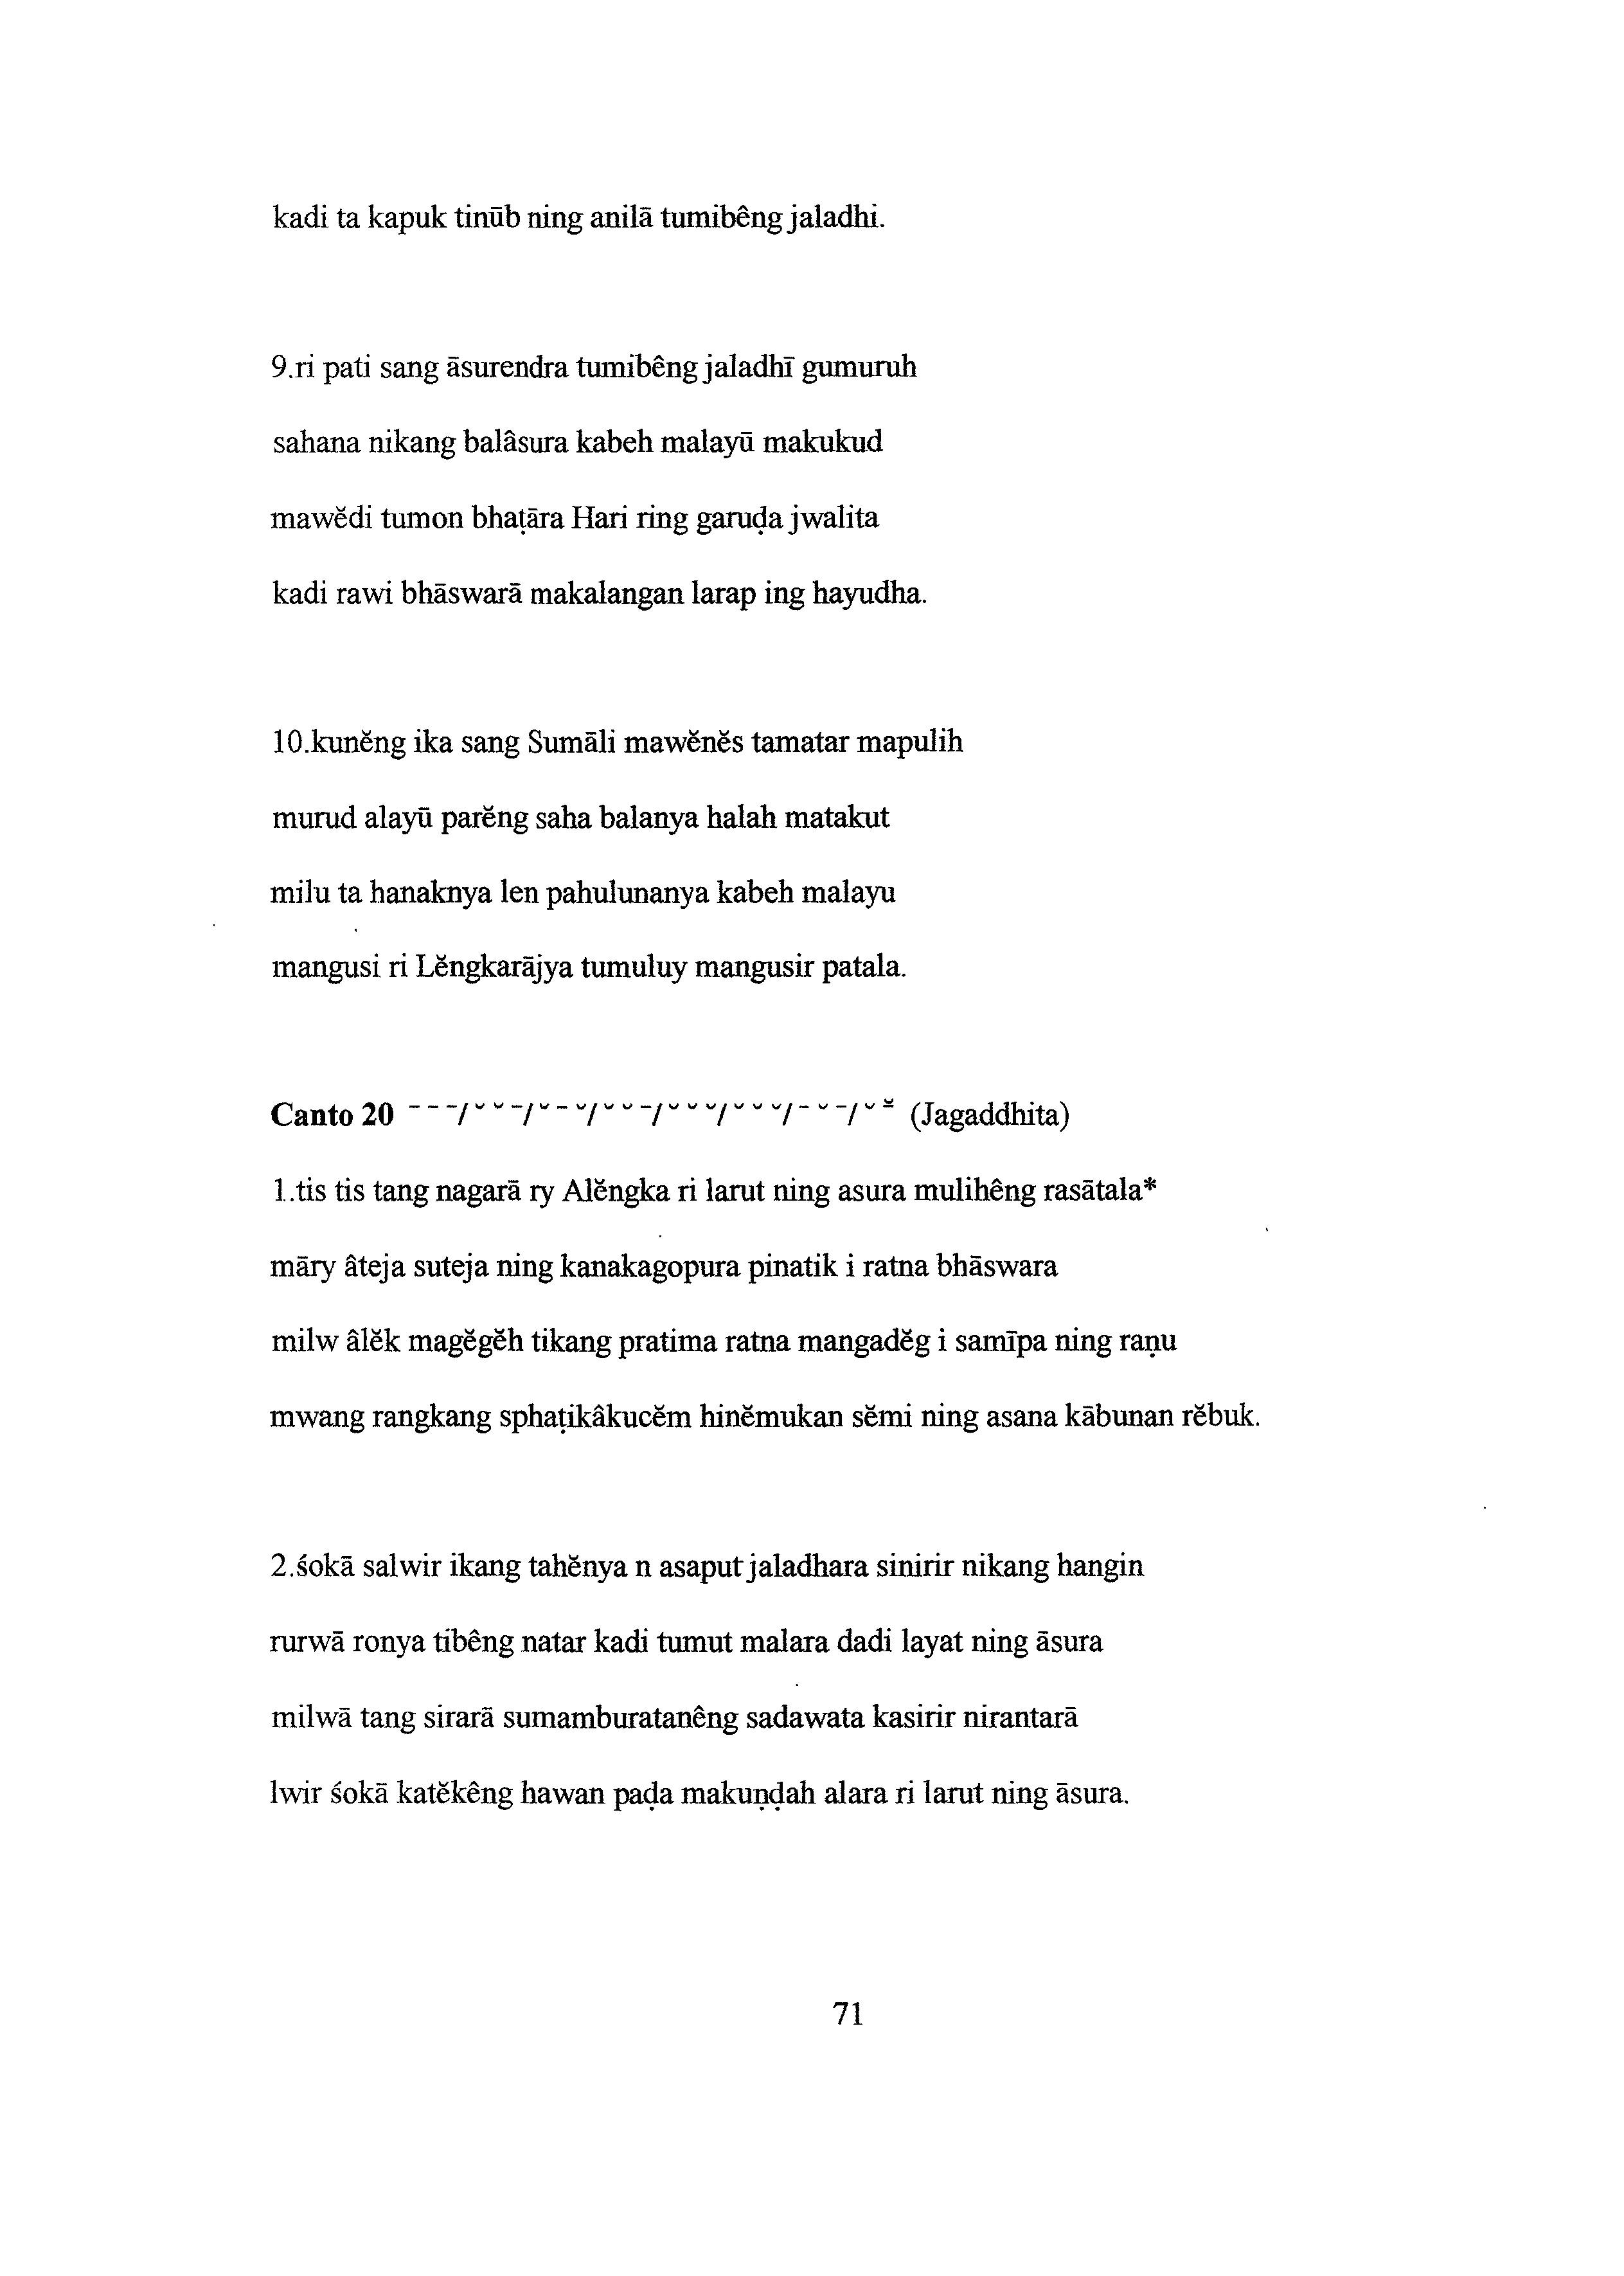 kadi ta kapuk tinūb ning anilā tumibêng jaladhi.
9.ri pati sang āsurendra tumibêng jaladhī gumuruh
sahana nikang balâsura kabeh malayū makukud
mawĕdi tumon bhaṭāra Hari ring garuḍa jwalita
kadi rawi bhāswarā makalangan larap ing hayudha.
10.kunĕng ika sang Sumāli mawĕnĕs tamatar mapulih
murud alayū parĕng saha balanya halah matakut
milu ta hanaknya len pahulunanya kabeh malayu
mangusi ri Lĕngkarājya tumuluy mangusir patala.
Canto 20 ⁻ ⁻ ⁻/˘ ˘ ⁻/˘ ⁻ ˘/˘ ˘ ⁻/˘ ˘ ˘/˘ ˘ ˘/⁻ ˘ ⁻/˘ ⩡ (Jagaddhita)
1.tis tis tang nagarā ry Alĕngka ri larut ning asura mulihêng rasātala*
māry âteja suteja ning kanakagopura pinatik i ratna bhāswara
milw âlĕk magĕgĕh tikang pratima ratna mangadĕg i samīpa ning raṇu
mwang rangkang sphaṭikâkucĕm hinĕmukan sĕmi ning asana kābunan rĕbuk.
2.śokā salwir ikang tahĕnya n asaput jaladhara sinirir nikang hangin
rurwā ronya tibêng natar kadi tumut malara dadi layat ning āsura
milwā tang sirarā sumamburatanêng sadawata kasirir nirantarā
lwir śokā katĕkêng hawan paḍa makuṇḍah alara ri larut ning āsura.
71